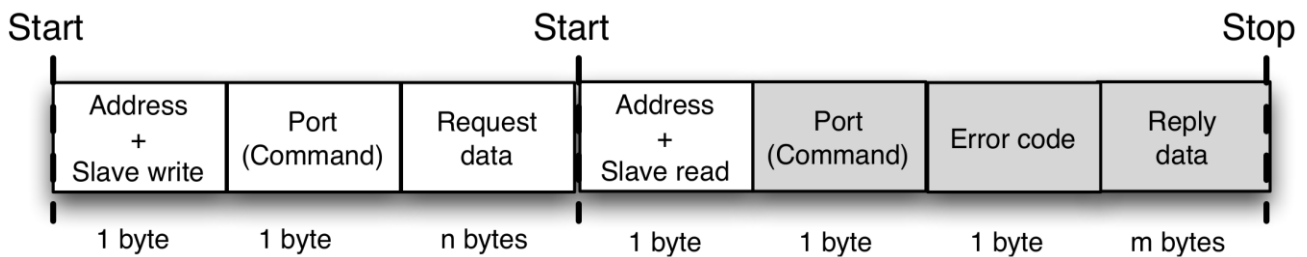 Start Start Stop
Address
+
Slave write
Port
(Command)
Request
data
Address
+
Slave read
Port
(Command)
Error code
Reply
data
1 byte 1 byte n bytes 1 byte 1 byte 1 byte m bytes